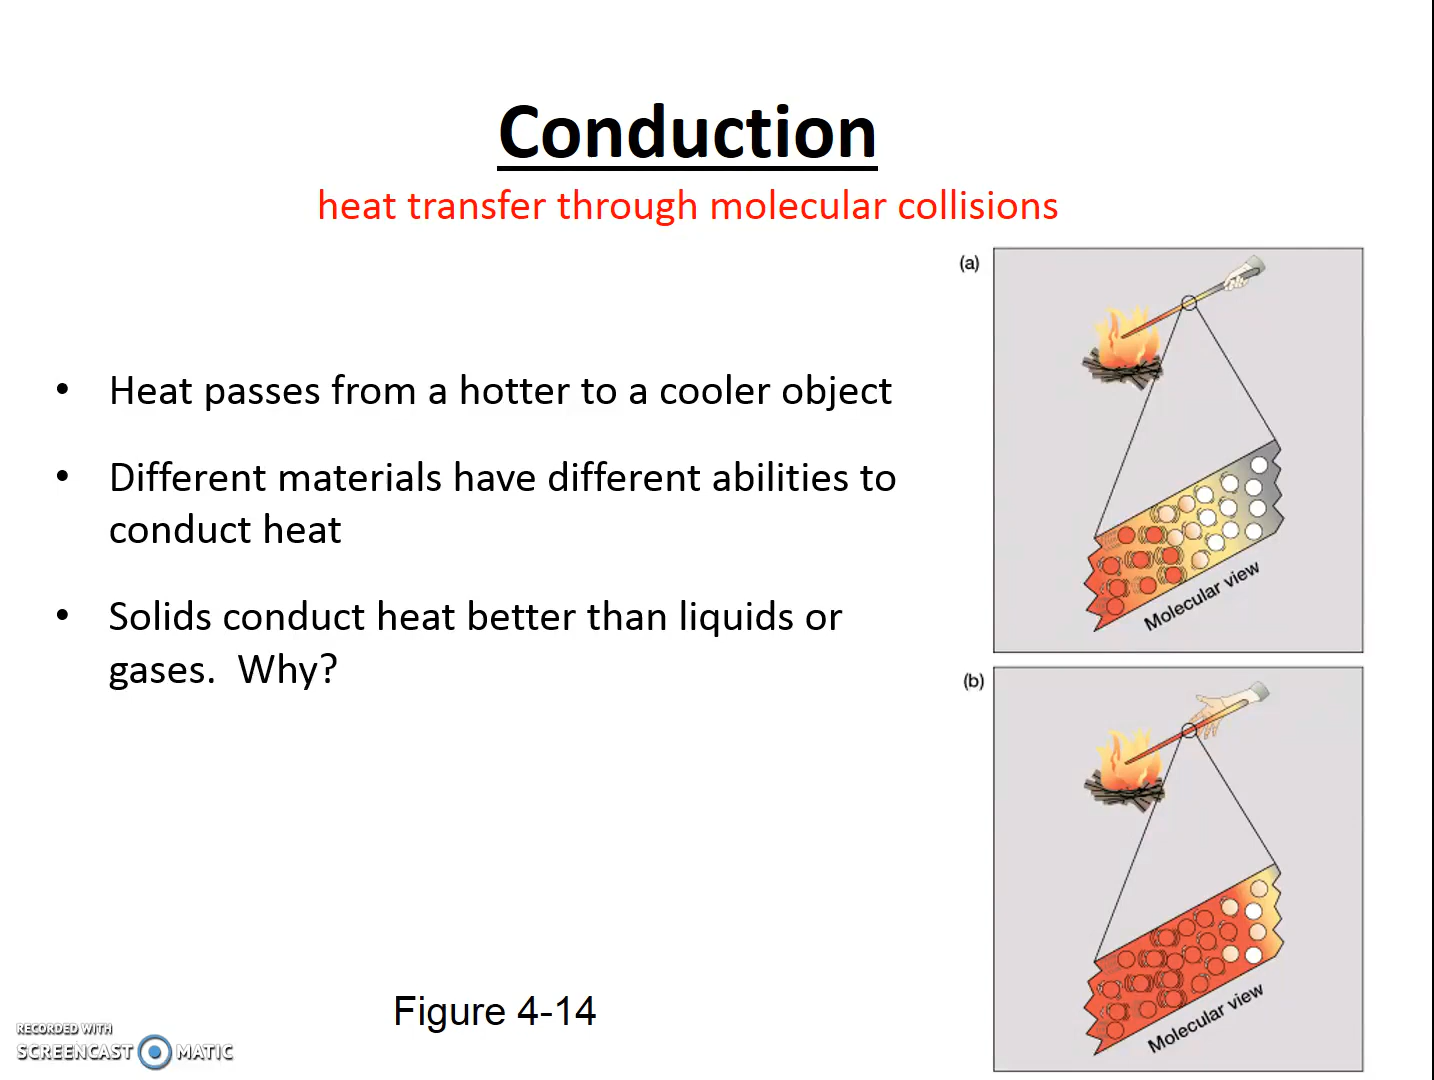 Conduction
heat transfer through molecular collisions
• Heat passes from a hotter to a cooler object
• Different materials have different abilities to
conduct heat
• Solids conduct heat better than liquids or
gases.  Why?
(a)
Molecular view
(b)
Molecular view
Figure 4-14
RECORDED WITH
SCREENCAST MATIC